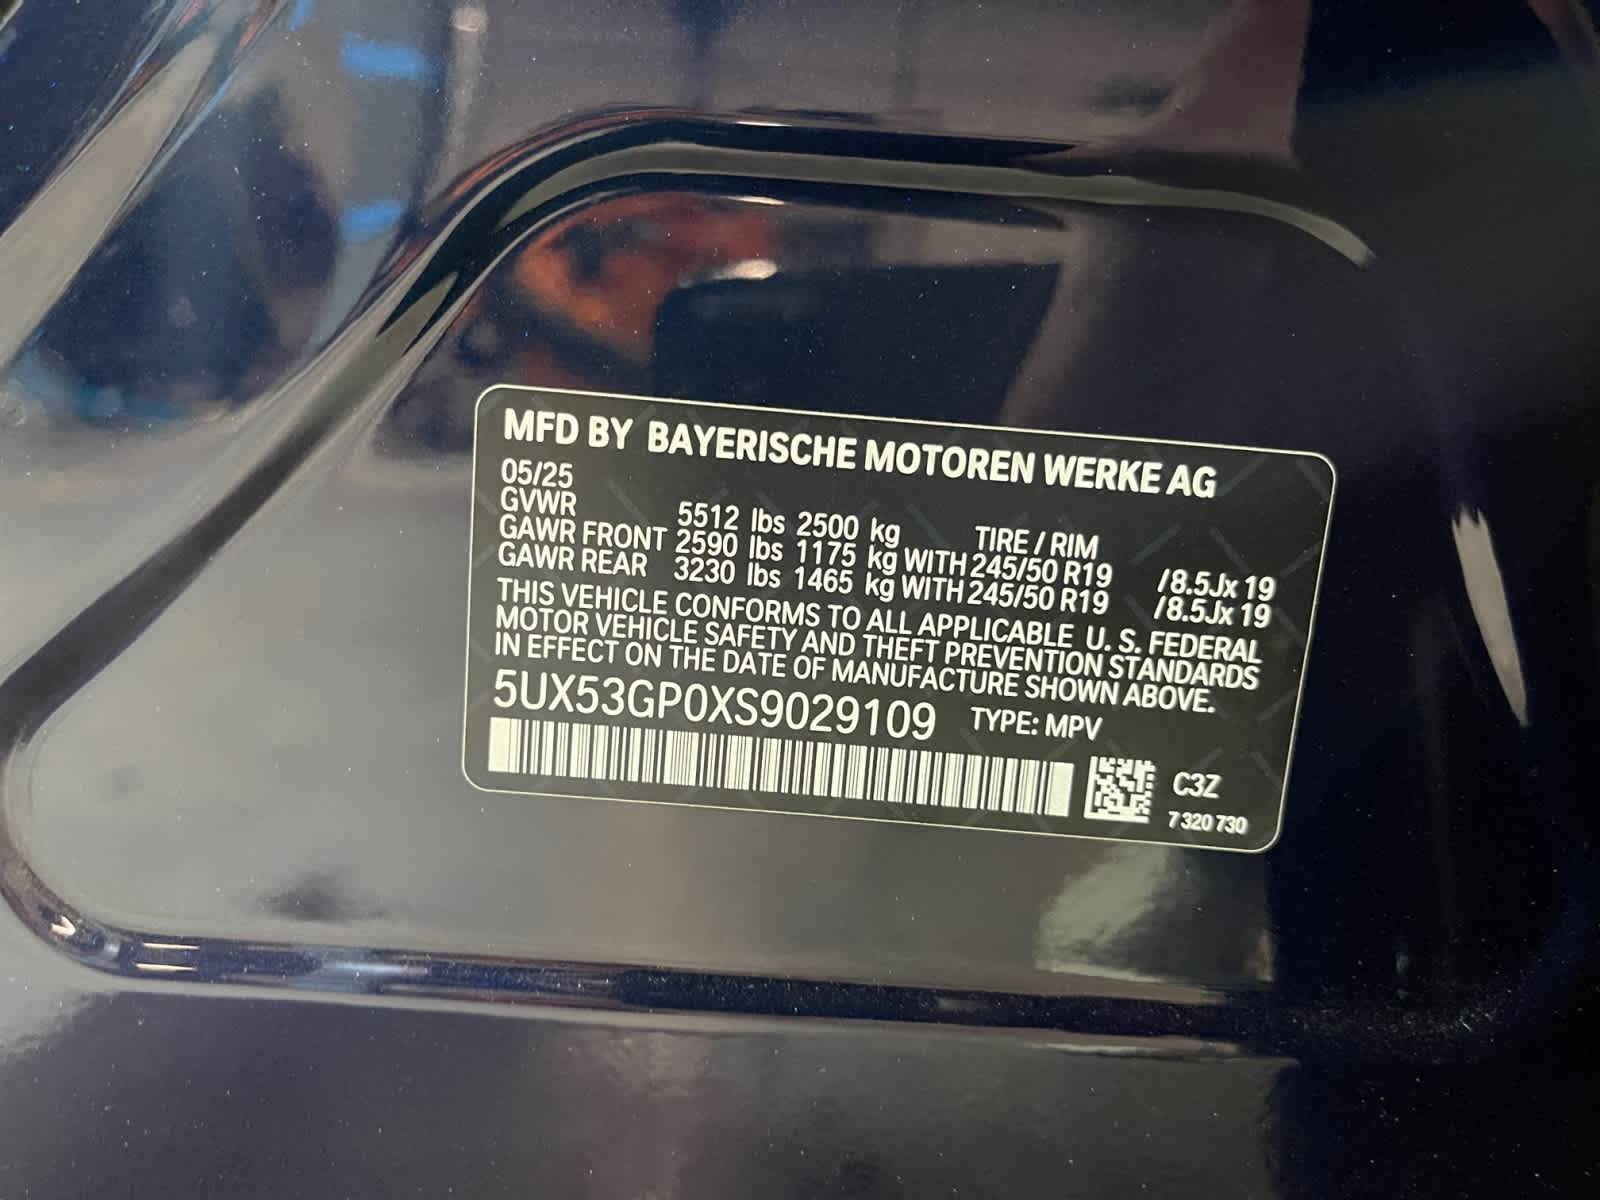 MFD BY BAYERISCHE MOTOREN WERKE AG
05/25
GVWR 5512 lbs 2500 kg TIRE / RIM
GAWR FRONT 2590 lbs 1175 kg WITH 245/50 R19 /8.5Jx 19
GAWR REAR 3230 lbs 1465 kg WITH 245/50 R19 /8.5Jx 19
THIS VEHICLE CONFORMS TO ALL APPLICABLE U. S. FEDERAL
MOTOR VEHICLE SAFETY AND THEFT PREVENTION STANDARDS
IN EFFECT ON THE DATE OF MANUFACTURE SHOWN ABOVE.
5UX53GP0XS9029109 TYPE: MPV
C3Z
7 320 730